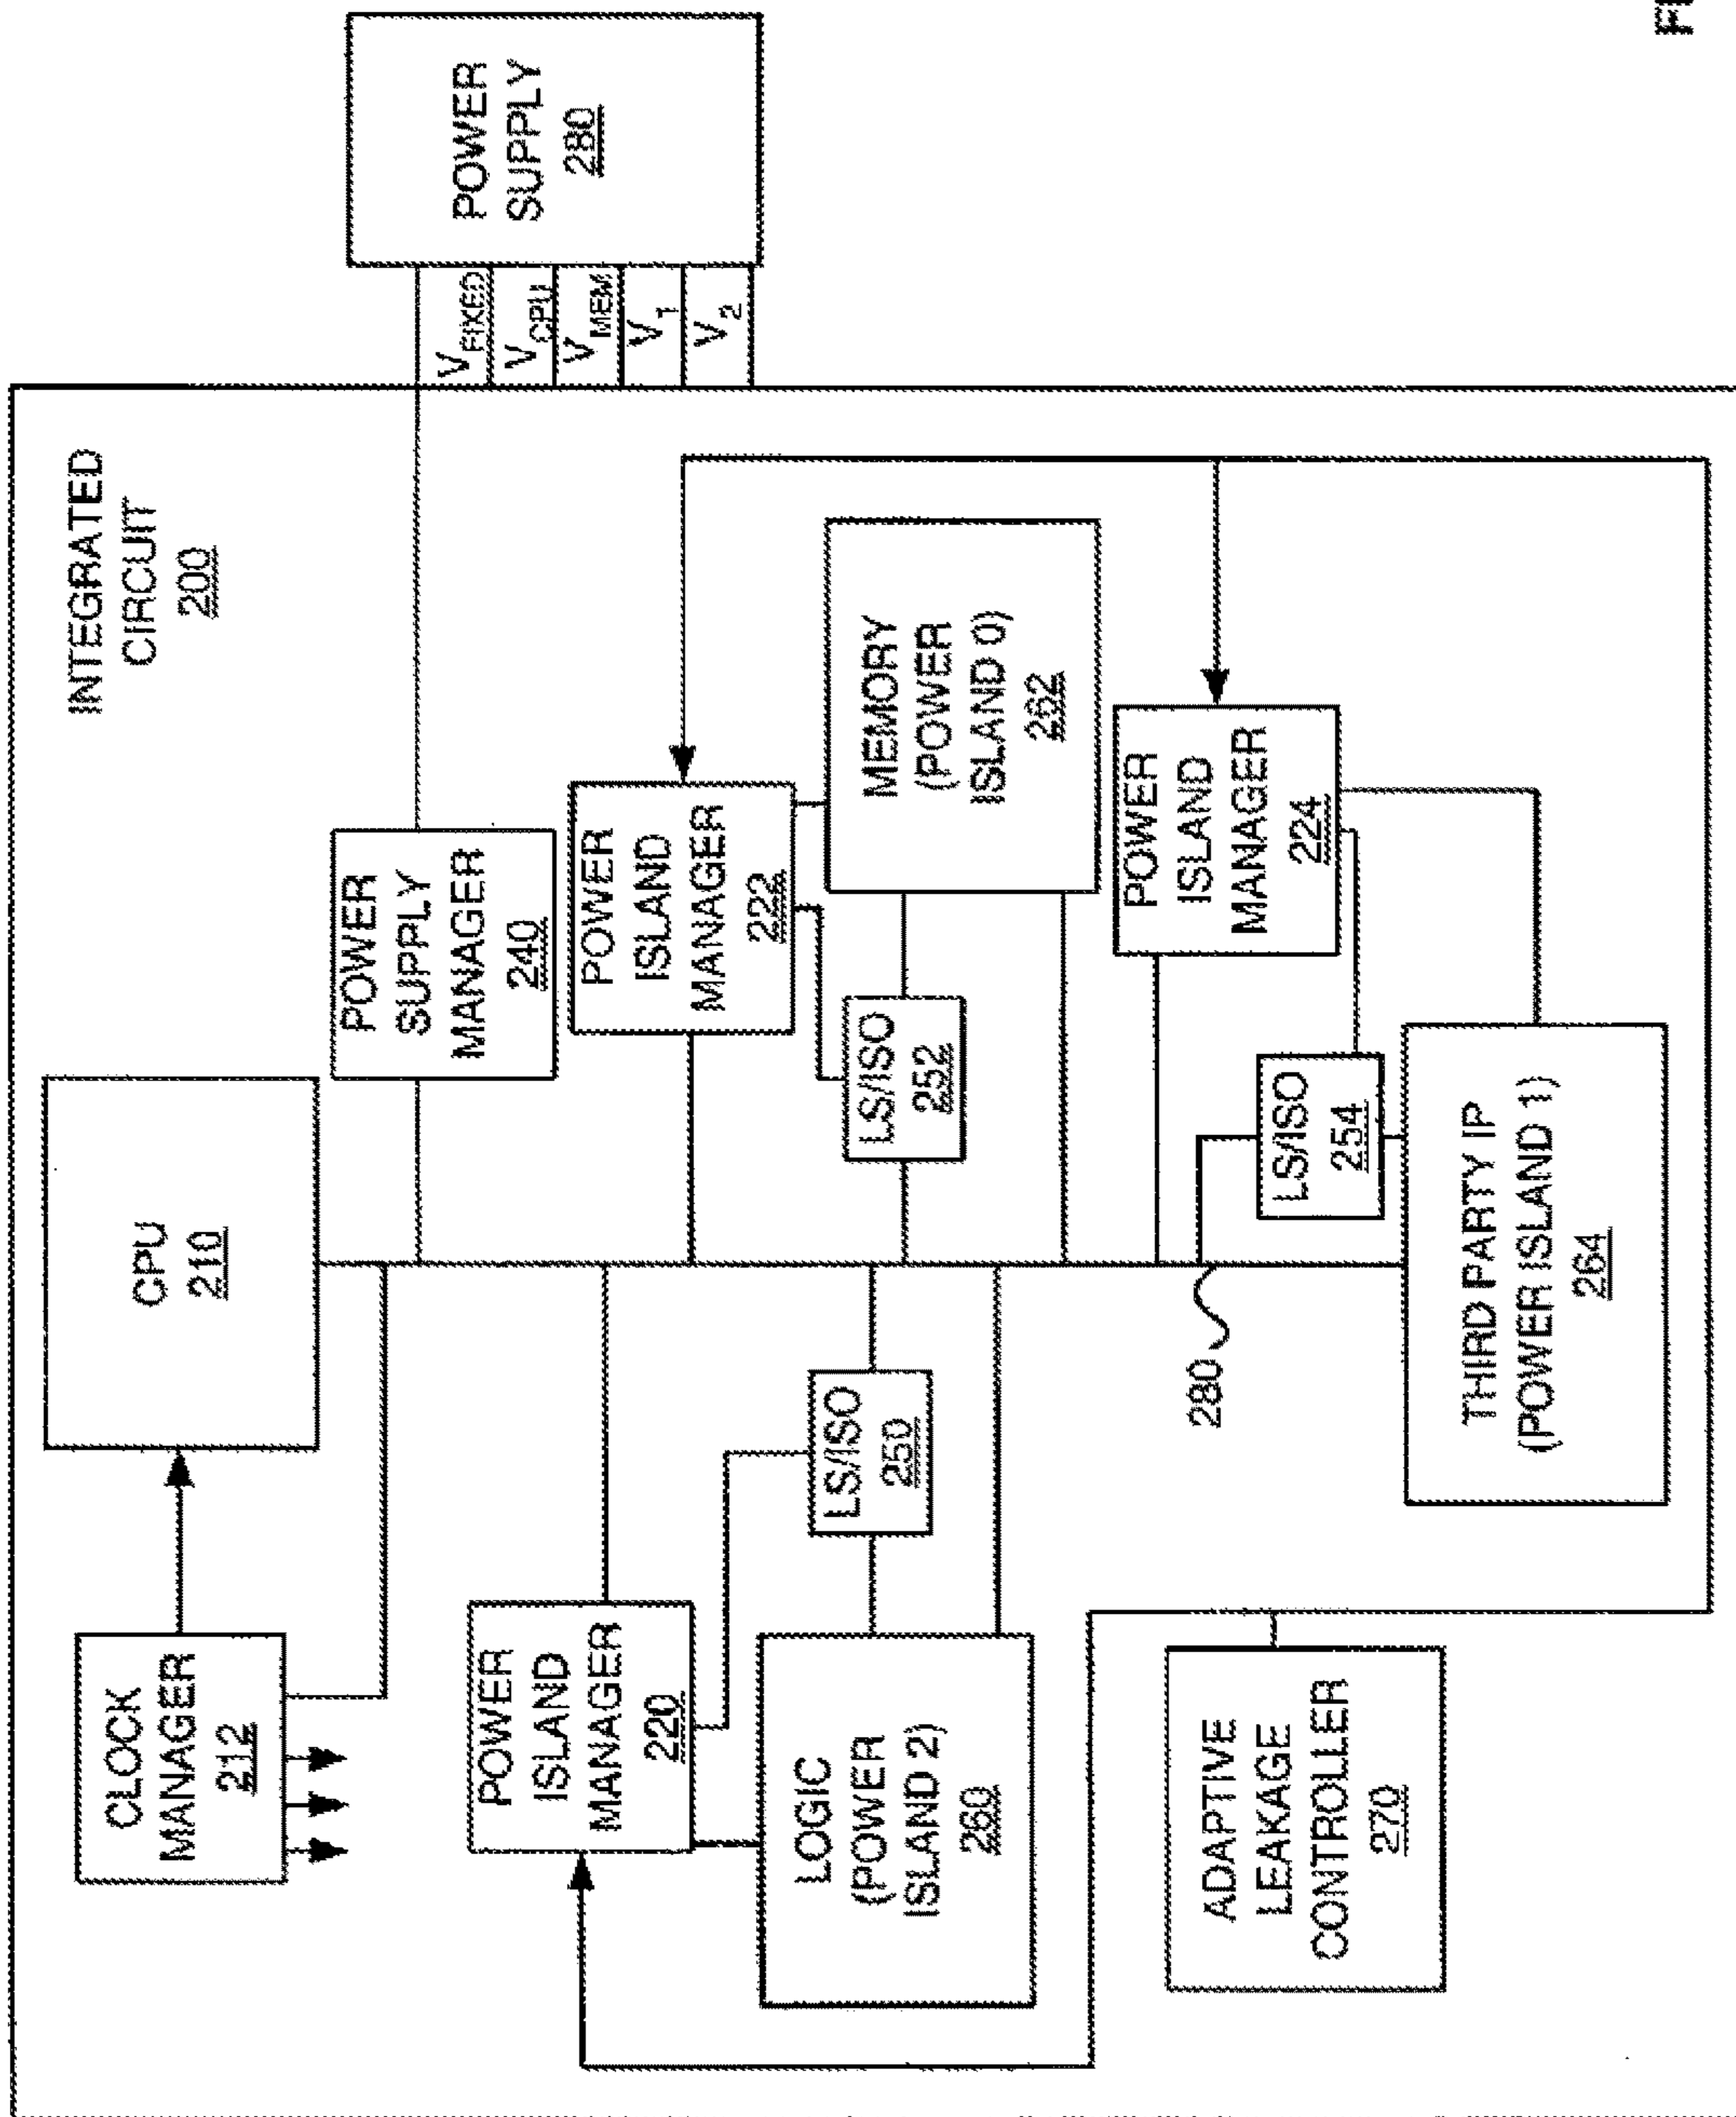 INTEGRATED
CIRCUIT
200
CLOCK
MANAGER
212
CPU
210
POWER
SUPPLY
MANAGER
240
POWER
SUPPLY
280
VFIXED
VCPU
VMEM
V1
V2
POWER
ISLAND
MANAGER
220
POWER
ISLAND
MANAGER
222
LS/ISO
250
LS/ISO
252
LOGIC
(POWER
ISLAND 2)
260
MEMORY
(POWER
ISLAND 0)
262
280
POWER
ISLAND
MANAGER
224
LS/ISO
254
ADAPTIVE
LEAKAGE
CONTROLLER
270
THIRD PARTY IP
(POWER ISLAND 1)
264